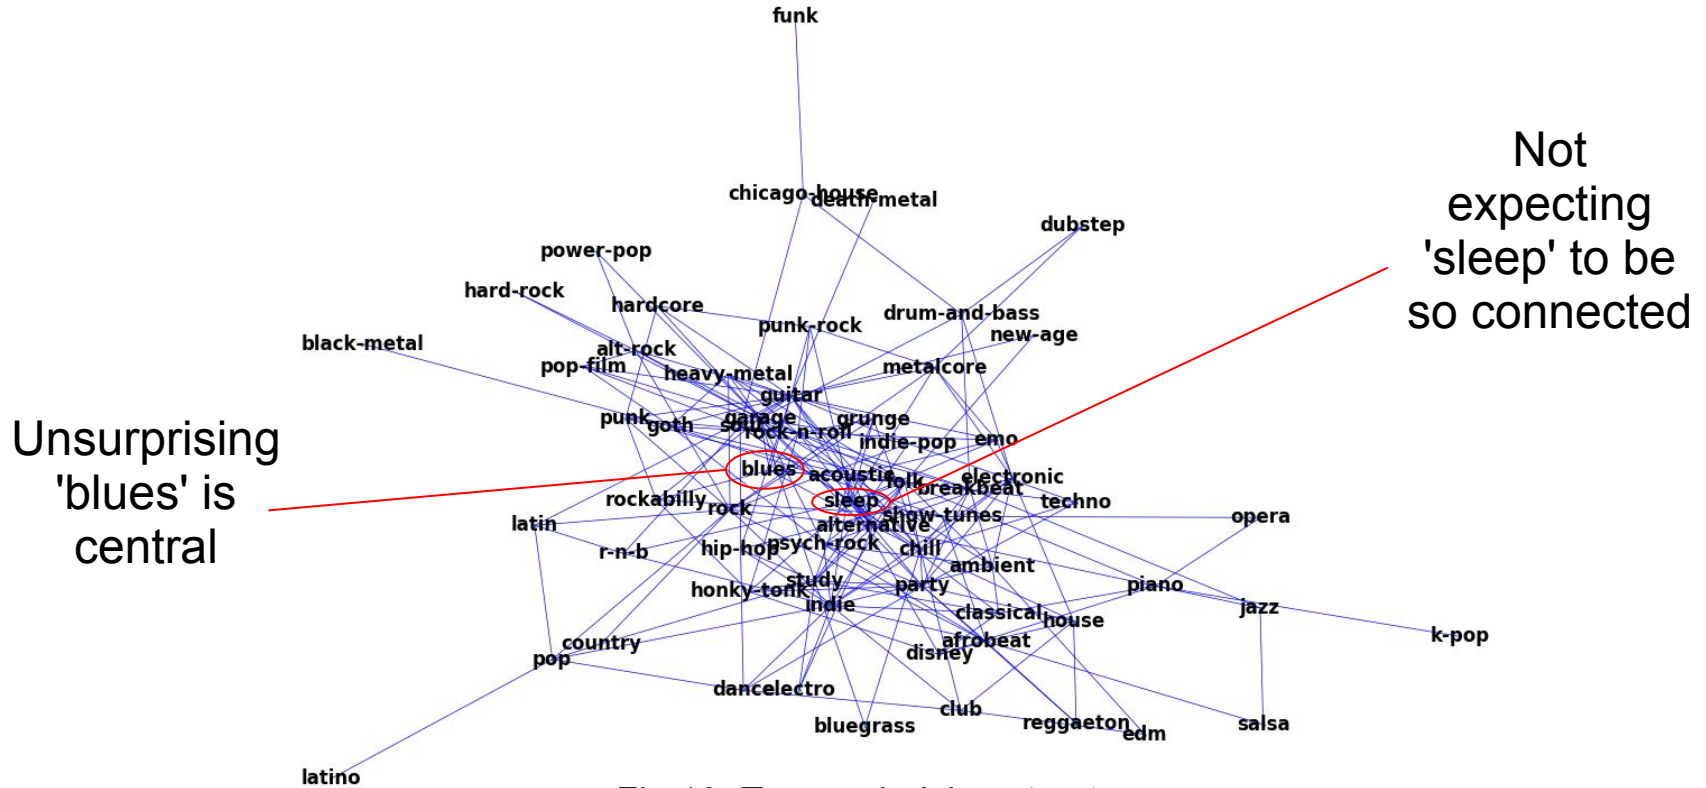 funk
chicago-house
death-metal
dubstep
power-pop
hard-rock
hardcore
drum-and-bass
punk-rock
new-age
black-metal
alt-rock
pop-film
heavy-metal
metalcore
guitar
punk
goth
garage
soul
grunge
rock-n-roll
indie-pop
emo
blues
acoustic
folk
electronic
breakbeat
rockabilly
rock
sleep
techno
latin
show-tunes
alternative
opera
r-n-b
hip-hop
psych-rock
chill
ambient
study
honky-tonk
party
piano
indie
classical
house
jazz
k-pop
country
afrobeat
disney
pop
dance
electro
club
bluegrass
reggaeton
edm
salsa
latino
Unsurprising
'blues' is
central
Not
expecting
'sleep' to be
so connected